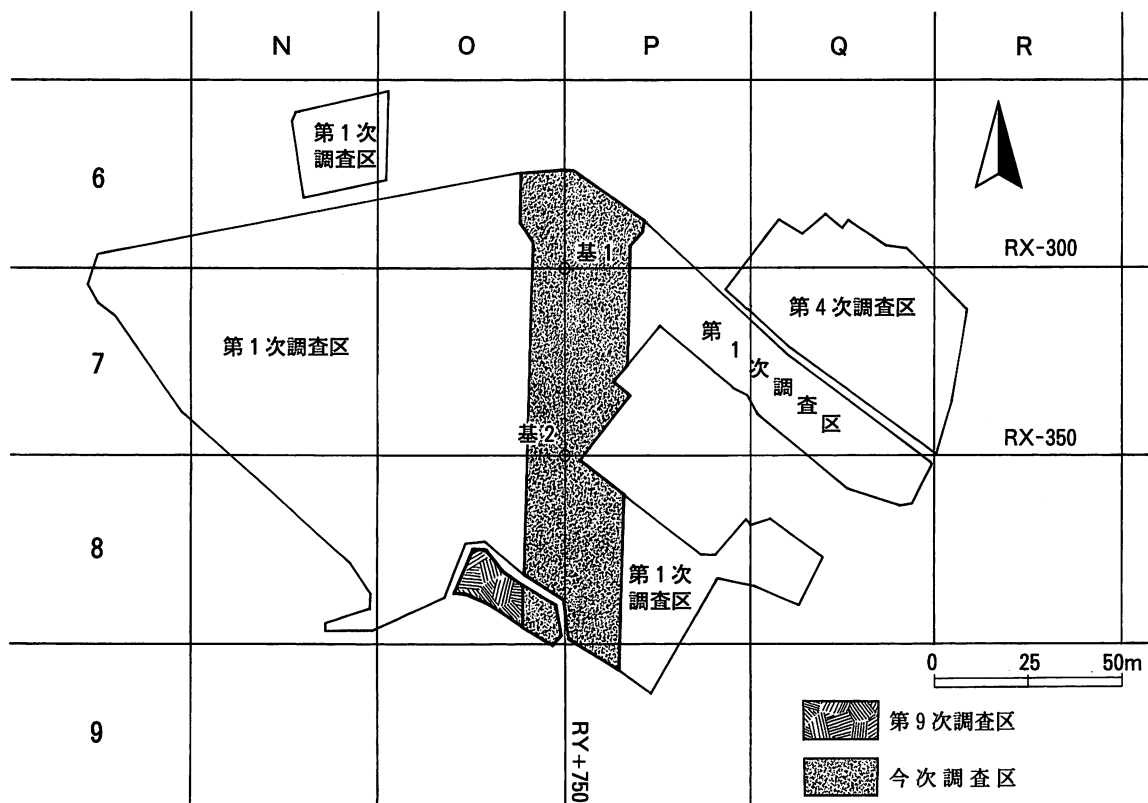 N
O
P
Q
R
6
7
8
9
第1次
調査区
基1
RX-300
第1次調査区
第4次調査区
第1次調査区
基2
RX-350
第1次
調査区
0 25 50m
RY+750
第9次調査区
今次調査区